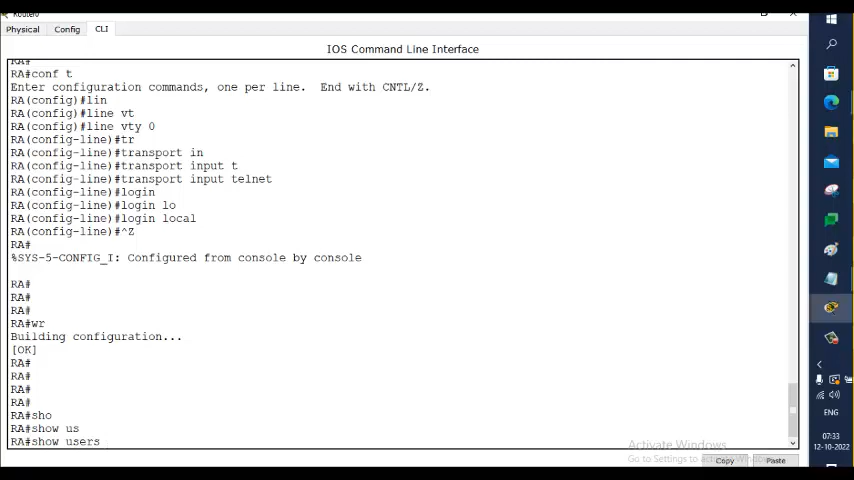 Router0
Physical Config CLI
IOS Command Line Interface
RA#
RA#conf t
Enter configuration commands, one per line.  End with CNTL/Z.
RA(config)#lin
RA(config)#line vt
RA(config)#line vty 0
RA(config-line)#tr
RA(config-line)#transport in
RA(config-line)#transport input t
RA(config-line)#transport input telnet
RA(config-line)#login
RA(config-line)#login lo
RA(config-line)#login local
RA(config-line)#^Z
RA#
%SYS-5-CONFIG_I: Configured from console by console
RA#
RA#
RA#
RA#wr
Building configuration...
[OK]
RA#
RA#
RA#
RA#
RA#sho
RA#show us
RA#show users
Activate Windows
Go to Settings to
Copy Paste
ENG
07:33
12-10-2022